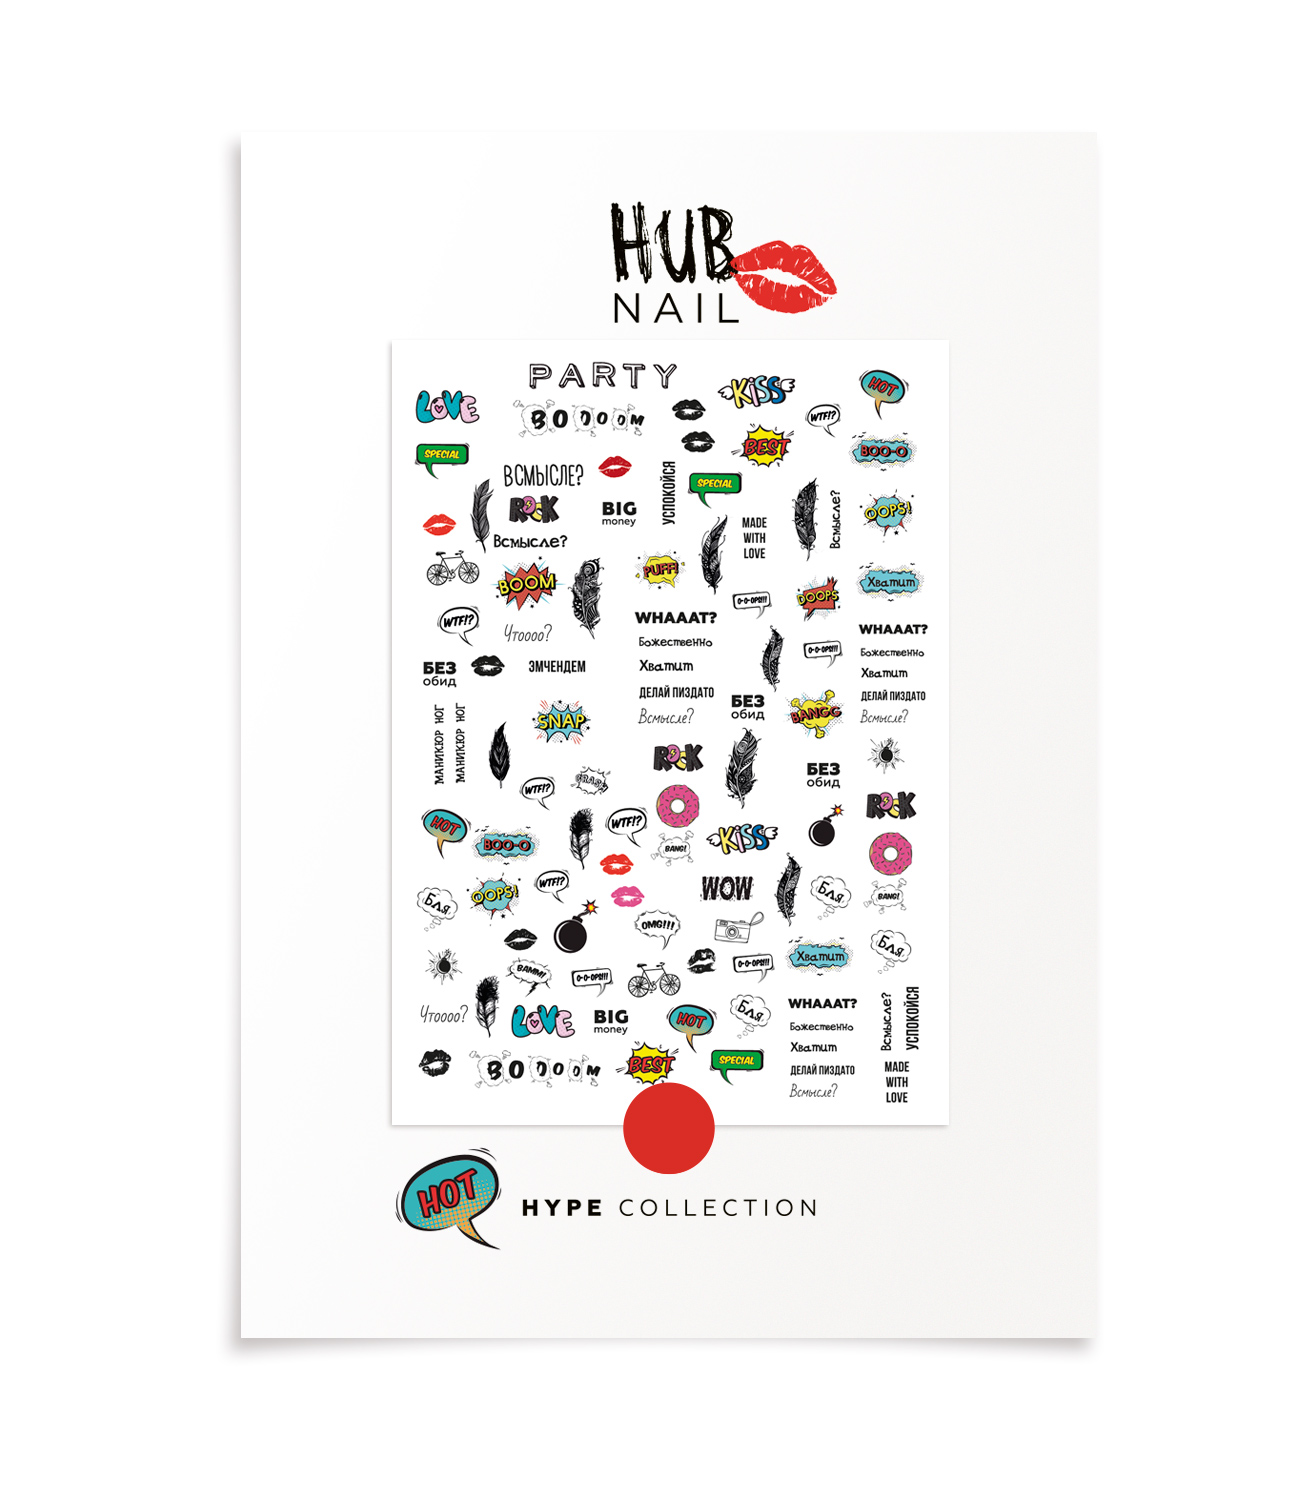 HUB
NAIL
PARTY
LOVE
KISS
HOT
BOOOOM
WTF!?
BEST
BOO-O
SPECIAL
ВСМЫСЛЕ?
УСПОКОЙСЯ
SPECIAL
ROCK
BIG
money
MADE
WITH
LOVE
Всмысле?
OOPS!
Всмысле?
BOOM
PUFF!
Хватит
O-O-OPS!!!
OOOPS
WTF!?
Чтоооо?
WHAAAT?
Божественно
Хватит
ДЕЛАЙ ПИЗДАТО
Всмысле?
O-O-OPS!!!
WHAAAT?
Божественно
Хватит
ДЕЛАЙ ПИЗДАТО
Всмысле?
БЕЗ
обид
ЭМЧЕНДЕМ
БЕЗ
обид
BANGG
МАНИКЮР НОГ
МАНИКЮР НОГ
SNAP
ROCK
БЕЗ
обид
WTF!?
CRASH
ROCK
HOT
BOO-O
WTF!?
BANG!
KISS
Бля
OOPS!
WTF!?
WOW
Бля
BANG!
OMG!!!
Бля
BAMM!
O-O-OPS!!!
O-O-OPS!!!
Хватит
Чтоооо?
LOVE
BIG
money
HOT
Бля
WHAAAT?
Божественно
Хватит
ДЕЛАЙ ПИЗДАТО
Всмысле?
Всмысле?
УСПОКОЙСЯ
BOOOOM
BEST
SPECIAL
MADE
WITH
LOVE
HOT
HYPE COLLECTION